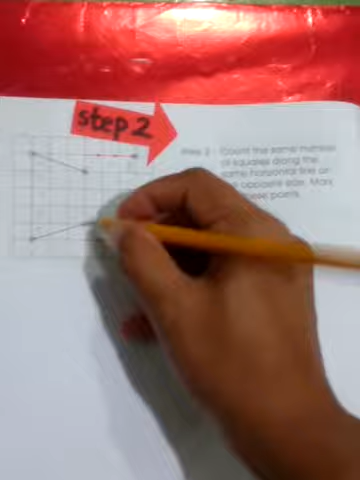 step 2
Step 2 : Count the same number
of squares along the
same horizontal line on
opposite side. Mark
these points.